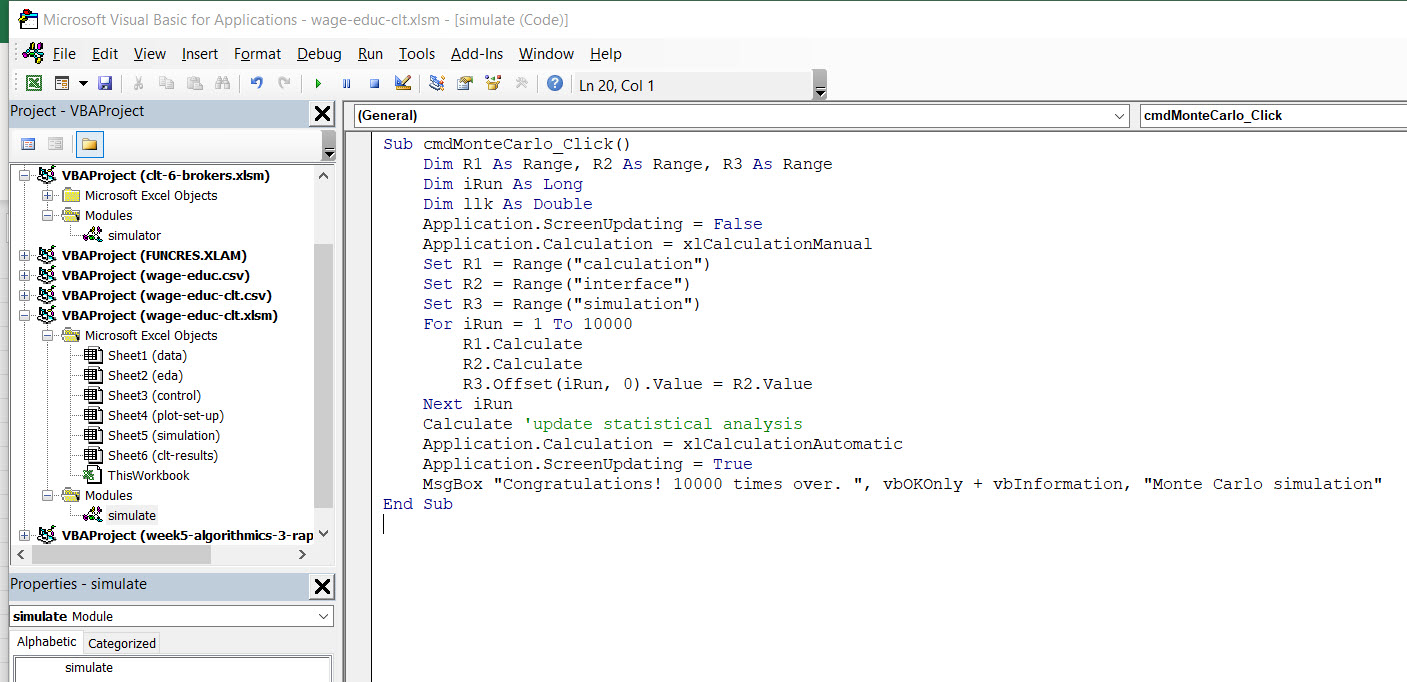 Microsoft Visual Basic for Applications - wage-educ-clt.xlsm - [simulate (Code)]
File Edit View Insert Format Debug Run Tools Add-Ins Window Help
Ln 20, Col 1
Project - VBAProject
VBAProject (clt-6-brokers.xlsm)
Microsoft Excel Objects
Modules
simulator
VBAProject (FUNCRES.XLAM)
VBAProject (wage-educ.csv)
VBAProject (wage-educ-clt.csv)
VBAProject (wage-educ-clt.xlsm)
Microsoft Excel Objects
Sheet1 (data)
Sheet2 (eda)
Sheet3 (control)
Sheet4 (plot-set-up)
Sheet5 (simulation)
Sheet6 (clt-results)
ThisWorkbook
Modules
simulate
VBAProject (week5-algorithmics-3-rap
Properties - simulate
simulate Module
Alphabetic Categorized
simulate
(General) cmdMonteCarlo_Click
Sub cmdMonteCarlo_Click()
    Dim R1 As Range, R2 As Range, R3 As Range
    Dim iRun As Long
    Dim llk As Double
    Application.ScreenUpdating = False
    Application.Calculation = xlCalculationManual
    Set R1 = Range("calculation")
    Set R2 = Range("interface")
    Set R3 = Range("simulation")
    For iRun = 1 To 10000
        R1.Calculate
        R2.Calculate
        R3.Offset(iRun, 0).Value = R2.Value
    Next iRun
    Calculate 'update statistical analysis
    Application.Calculation = xlCalculationAutomatic
    Application.ScreenUpdating = True
    MsgBox "Congratulations! 10000 times over. ", vbOKOnly + vbInformation, "Monte Carlo simulation"
End Sub